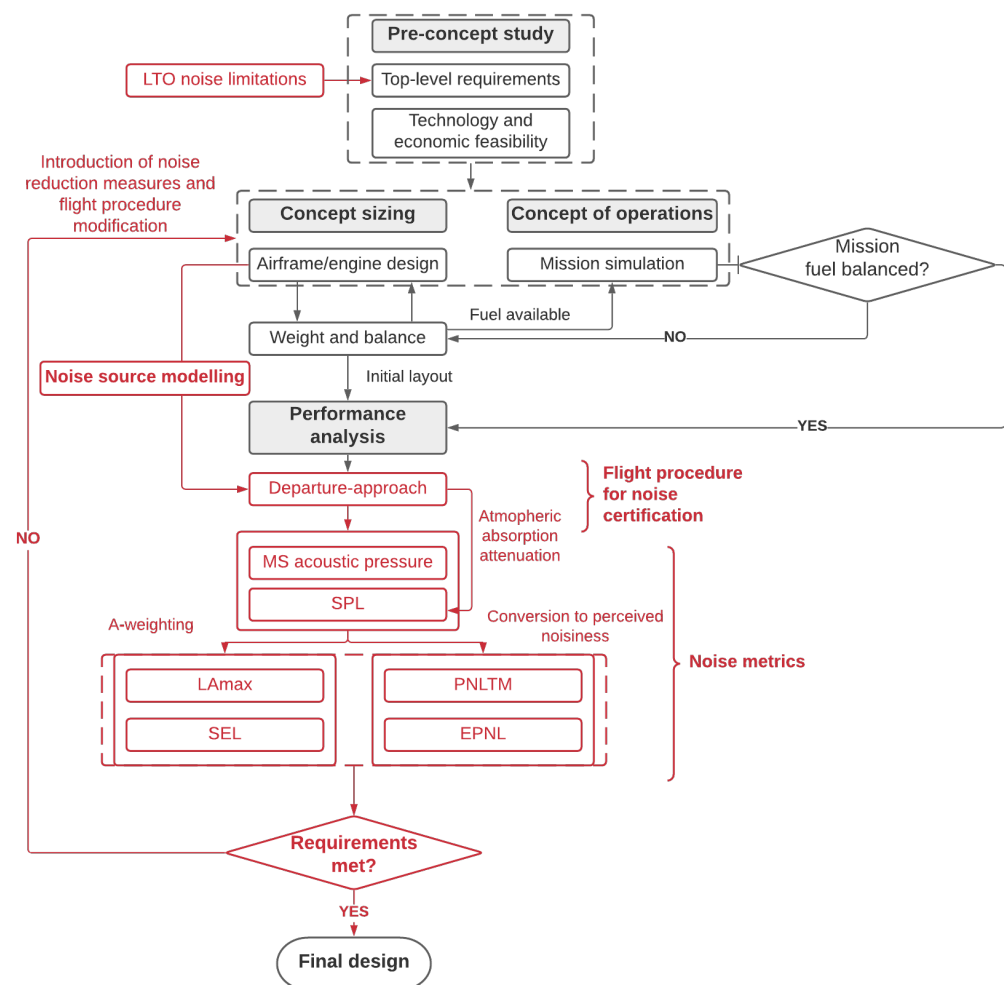 Pre-concept study
LTO noise limitations
Top-level requirements
Technology and
economic feasibility
Introduction of noise
reduction measures and
flight procedure
modification
Concept sizing
Concept of operations
Airframe/engine design
Mission simulation
Mission
fuel balanced?
Fuel available
Weight and balance
NO
Noise source modelling
Initial layout
Performance
analysis
YES
Departure-approach
Flight procedure
for noise
certification
Atmopheric
absorption
attenuation
NO
MS acoustic pressure
SPL
A-weighting
Conversion to perceived
noisiness
Noise metrics
LAmax
PNLTM
SEL
EPNL
Requirements
met?
YES
Final design